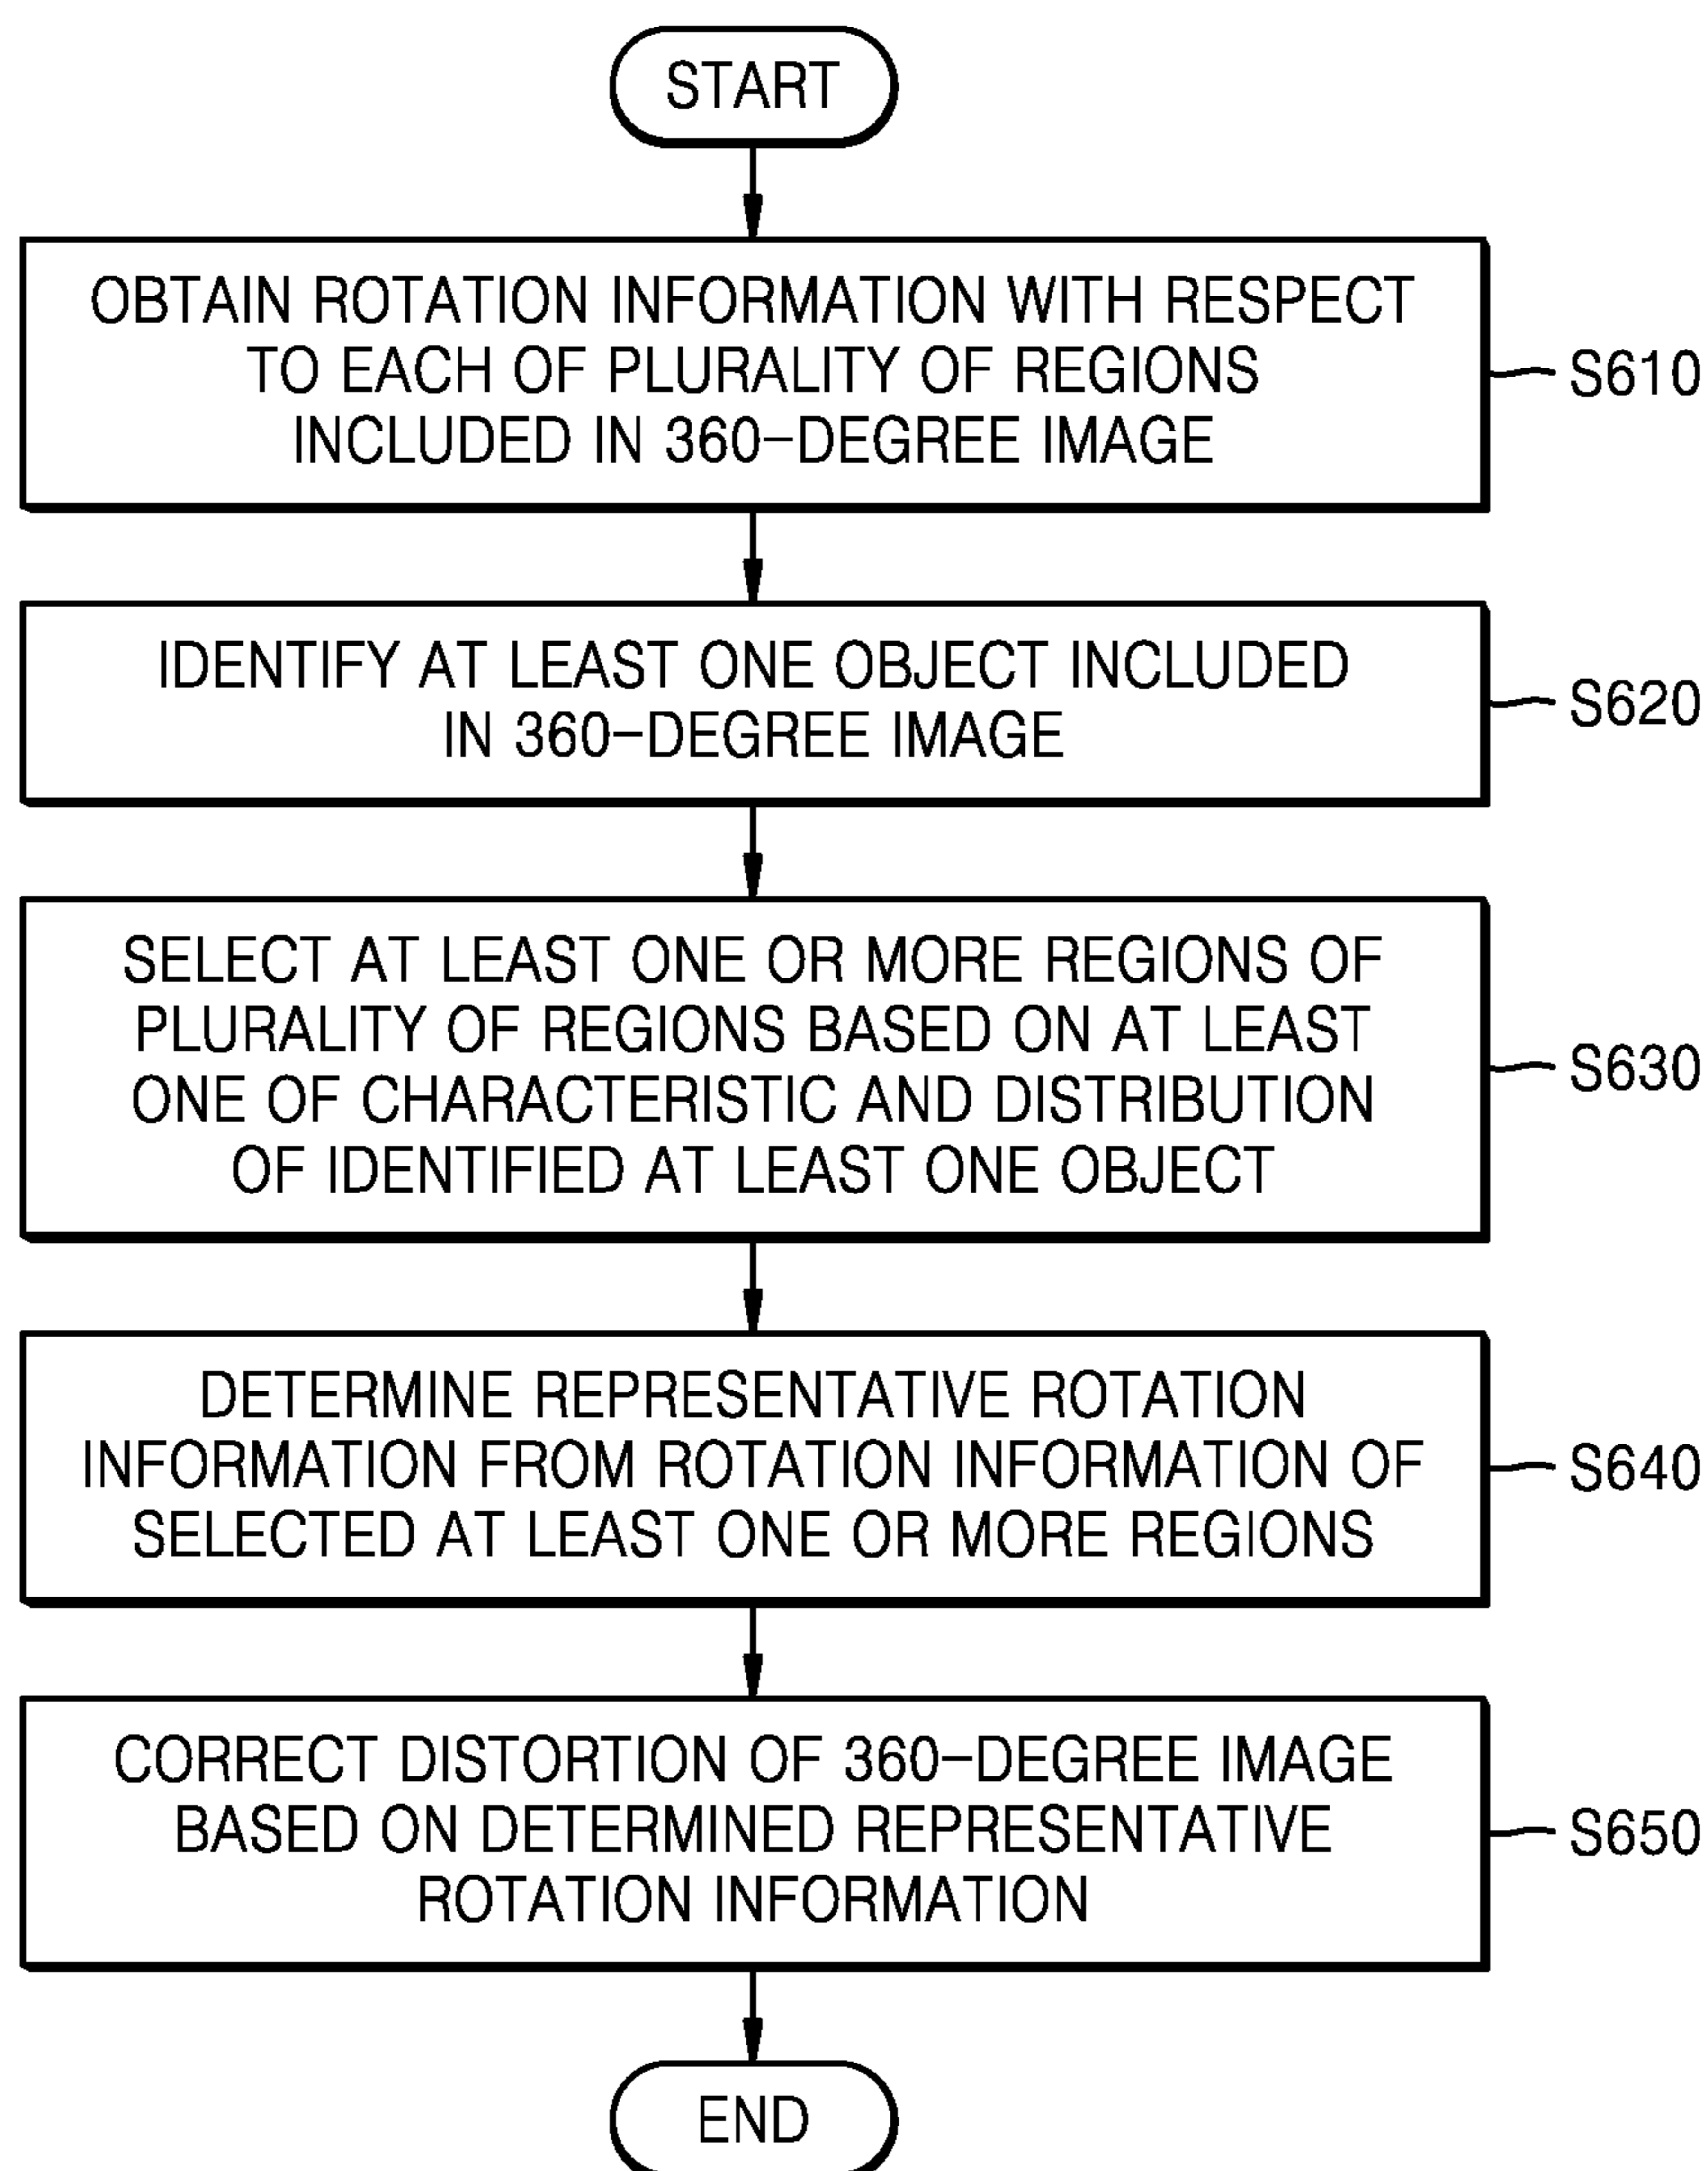 START
OBTAIN ROTATION INFORMATION WITH RESPECT
TO EACH OF PLURALITY OF REGIONS
INCLUDED IN 360-DEGREE IMAGE
S610
IDENTIFY AT LEAST ONE OBJECT INCLUDED
IN 360-DEGREE IMAGE
S620
SELECT AT LEAST ONE OR MORE REGIONS OF
PLURALITY OF REGIONS BASED ON AT LEAST
ONE OF CHARACTERISTIC AND DISTRIBUTION
OF IDENTIFIED AT LEAST ONE OBJECT
S630
DETERMINE REPRESENTATIVE ROTATION
INFORMATION FROM ROTATION INFORMATION OF
SELECTED AT LEAST ONE OR MORE REGIONS
S640
CORRECT DISTORTION OF 360-DEGREE IMAGE
BASED ON DETERMINED REPRESENTATIVE
ROTATION INFORMATION
S650
END